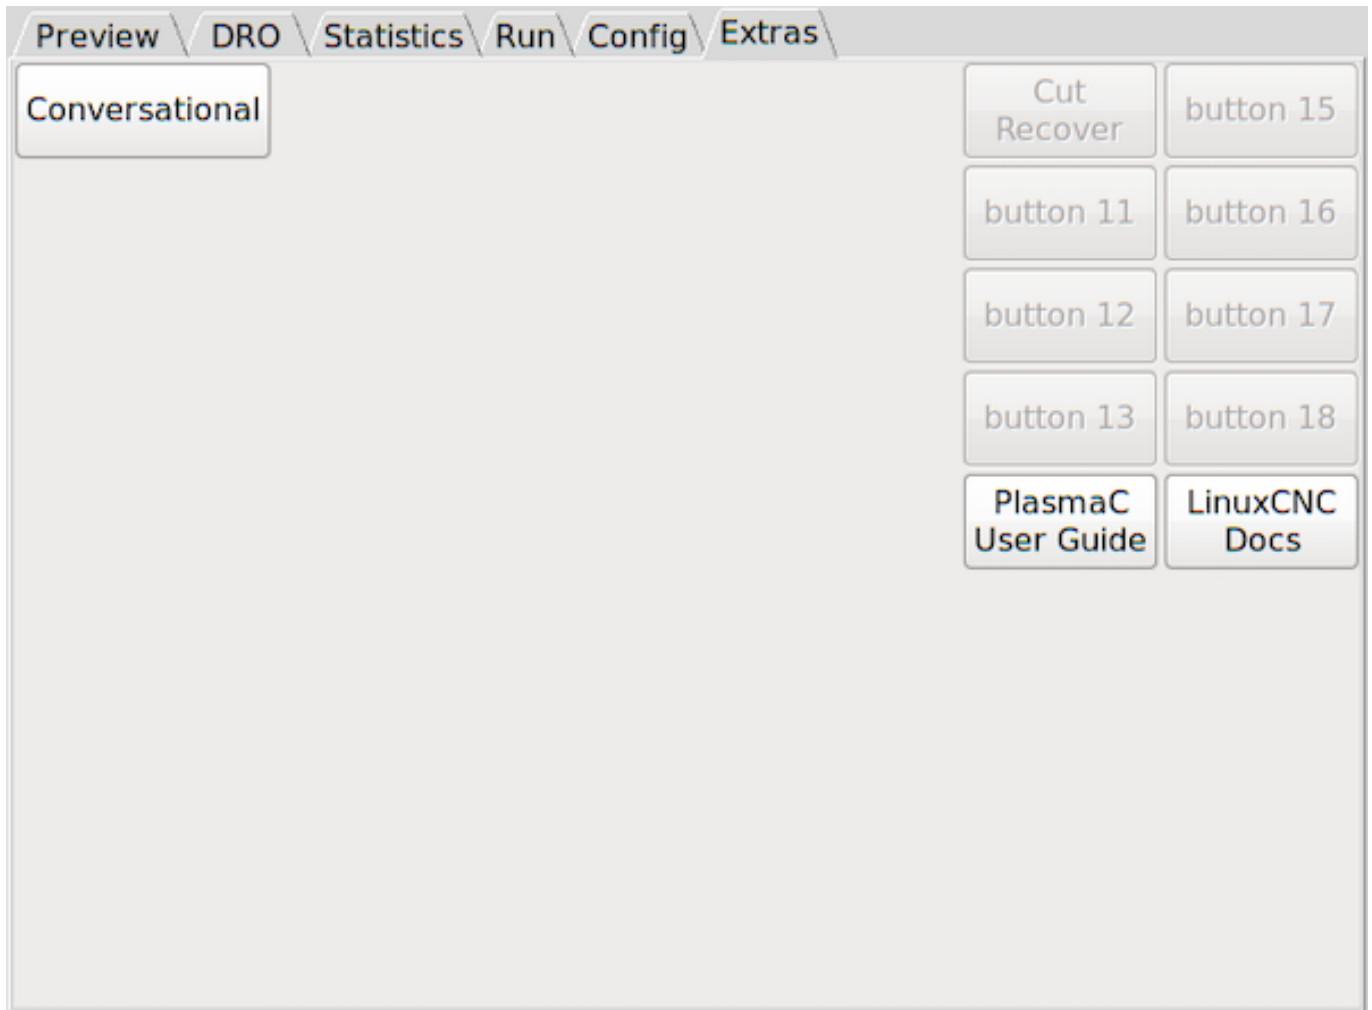 Preview DRO Statistics Run Config Extras
Conversational
Cut
Recover
button 15
button 11
button 16
button 12
button 17
button 13
button 18
PlasmaC
User Guide
LinuxCNC
Docs